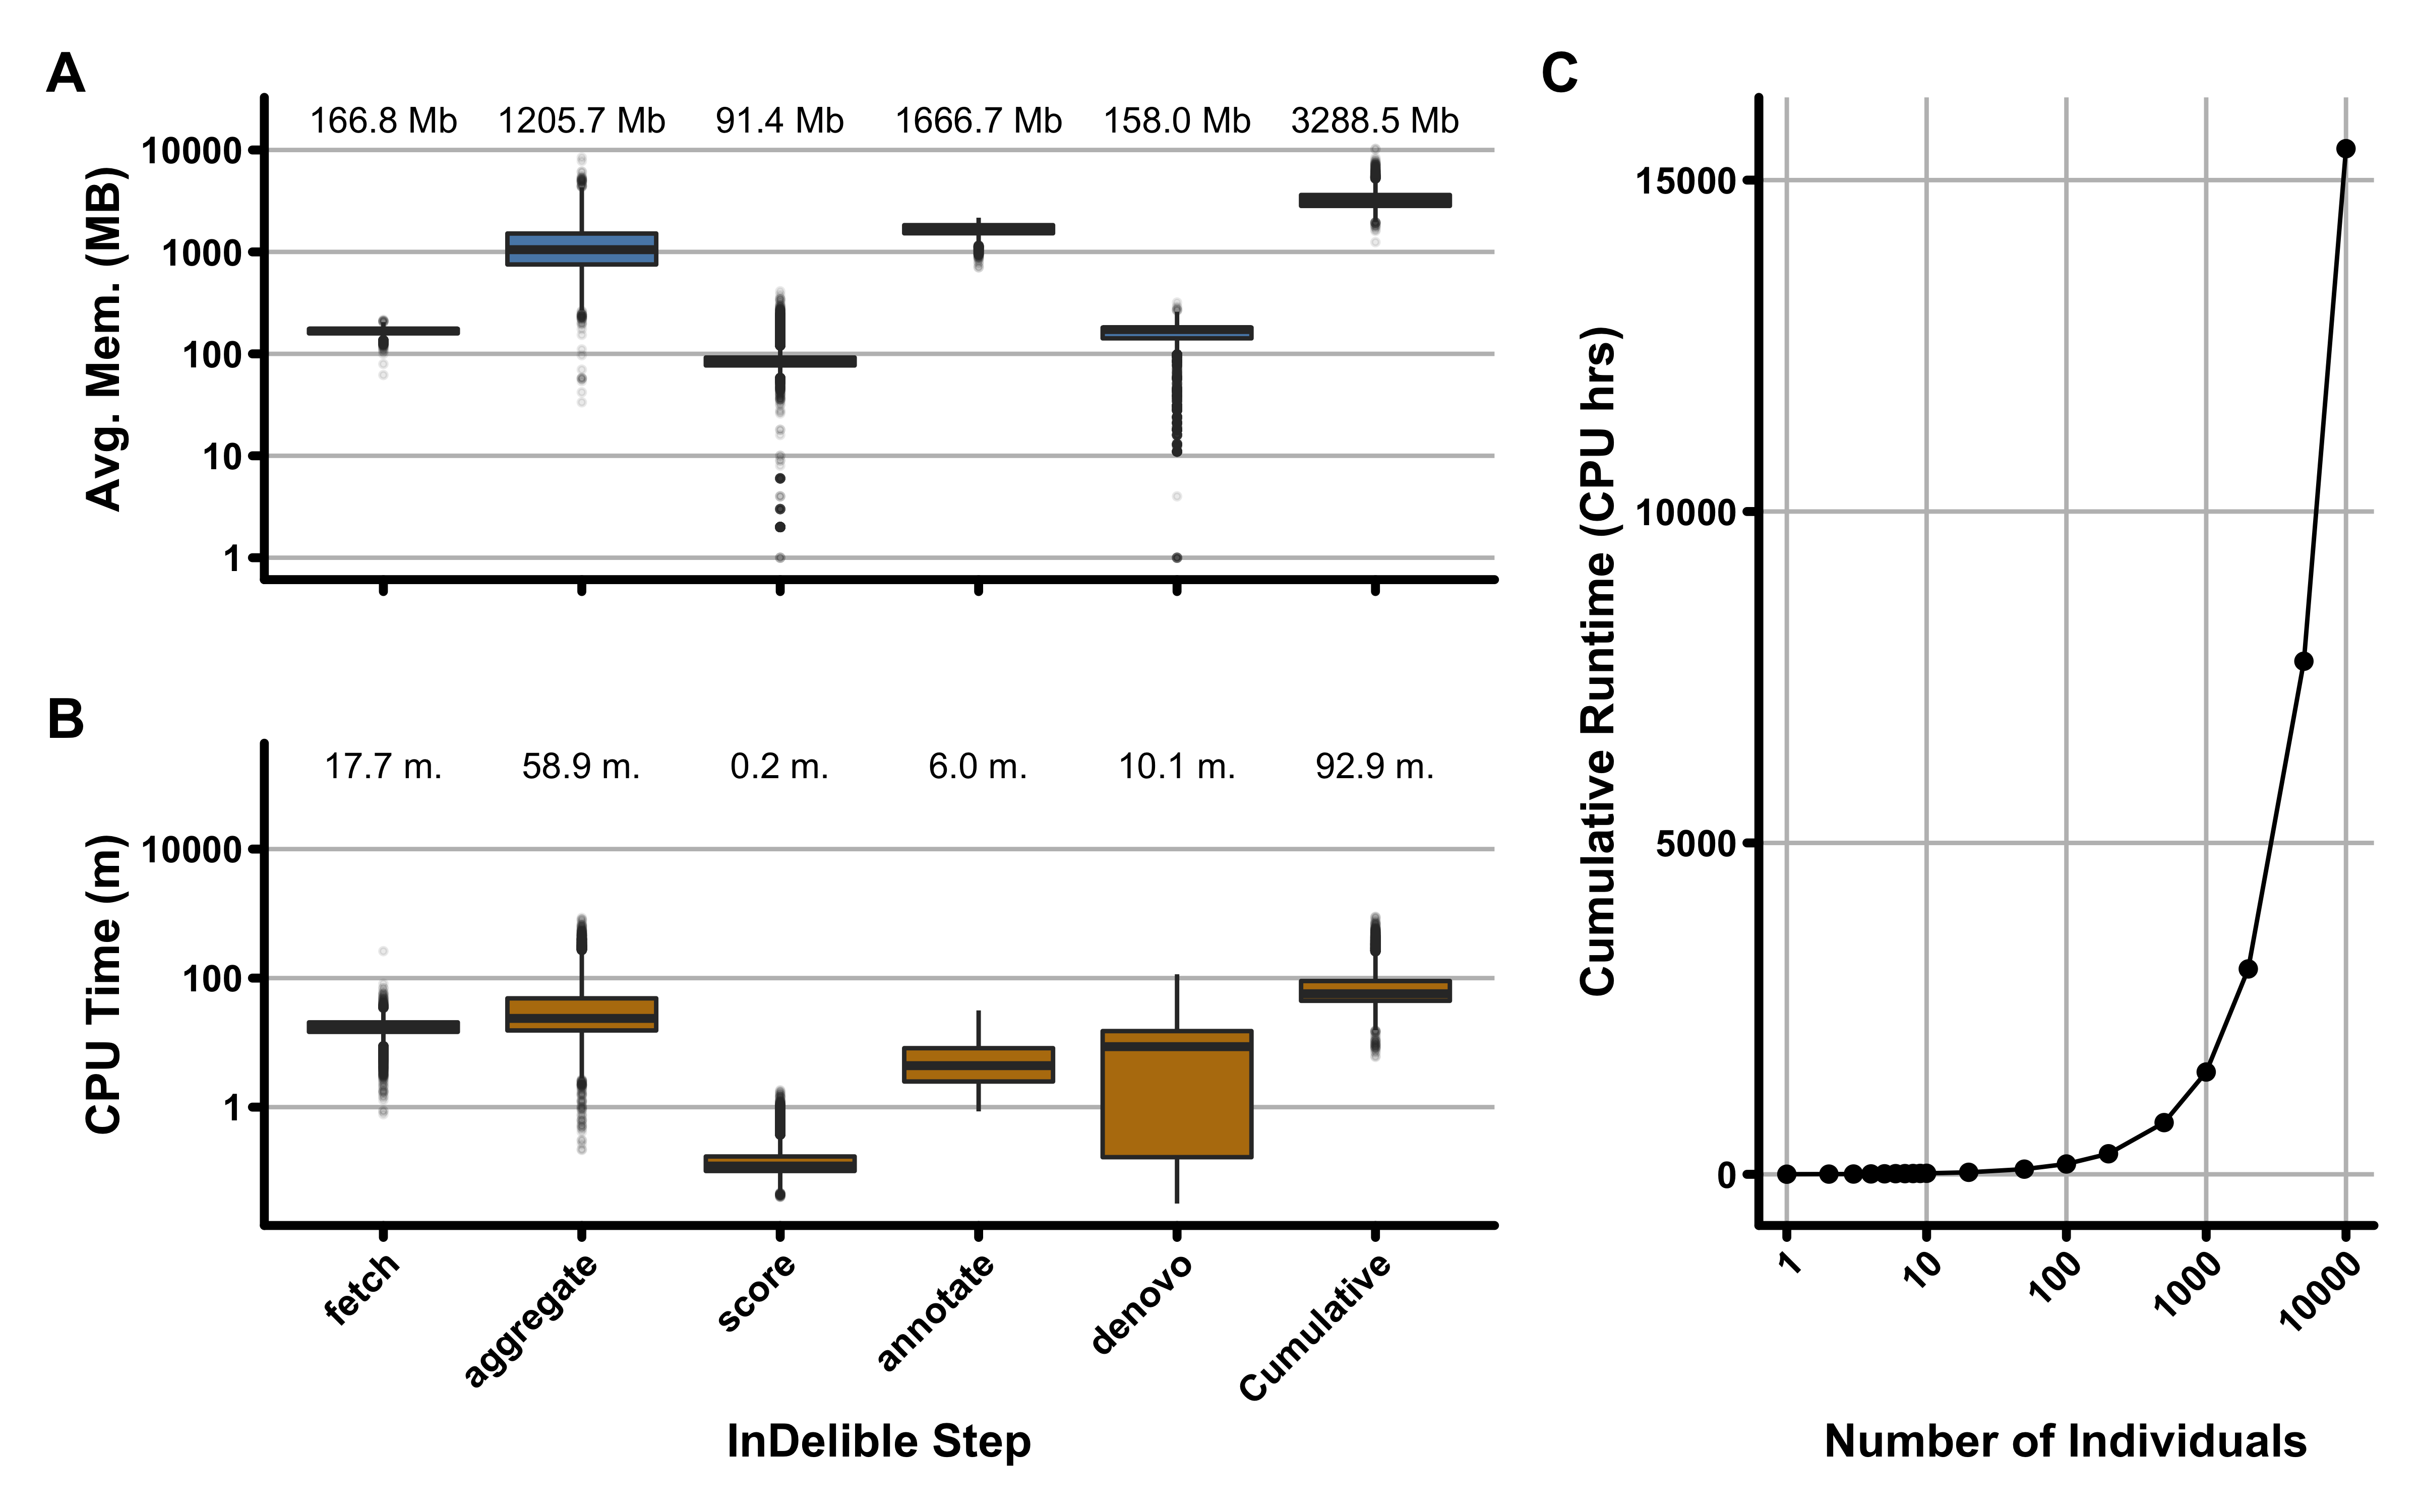 A
166.8 Mb 1205.7 Mb 91.4 Mb 1666.7 Mb 158.0 Mb 3288.5 Mb
10000
1000
100
10
1
Avg. Mem. (MB)
B
17.7 m. 58.9 m. 0.2 m. 6.0 m. 10.1 m. 92.9 m.
10000
100
1
CPU Time (m)
fetch aggregate score annotate denovo Cumulative
InDelible Step
C
15000
10000
5000
0
Cumulative Runtime (CPU hrs)
1 10 100 1000 10000
Number of Individuals